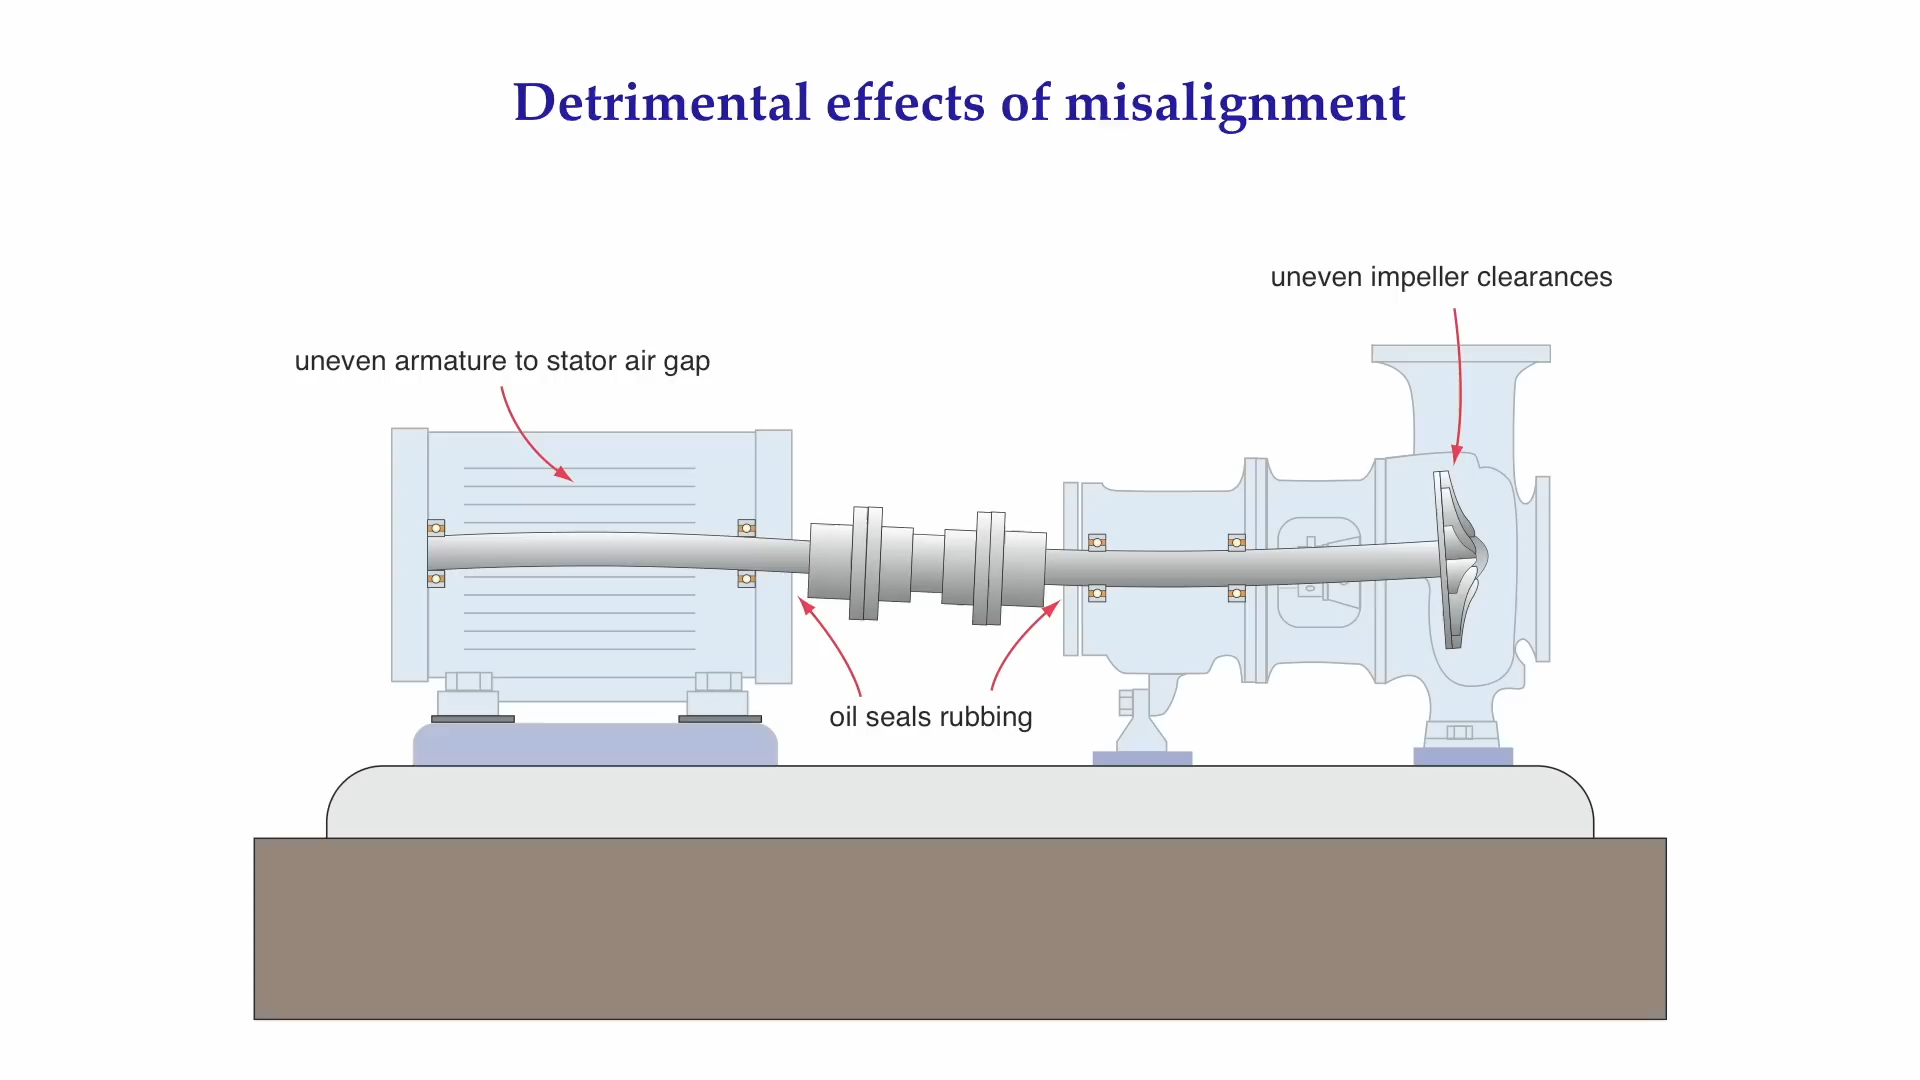 Detrimental effects of misalignment
uneven impeller clearances
uneven armature to stator air gap
oil seals rubbing